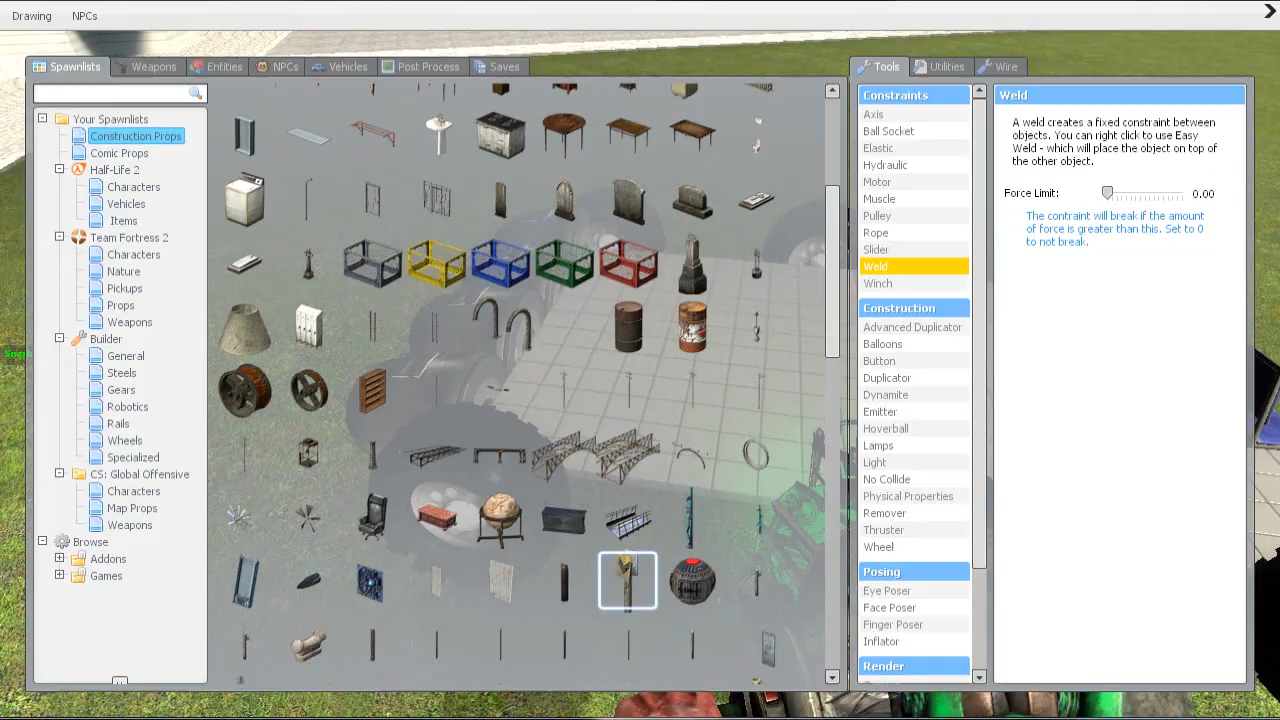 Drawing NPCs
Spawnlists Weapons Entities NPCs Vehicles Post Process Saves
Your Spawnlists
Construction Props
Comic Props
Half-Life 2
Characters
Vehicles
Items
Team Fortress 2
Characters
Nature
Pickups
Props
Weapons
Builder
General
Steels
Gears
Robotics
Rails
Wheels
Specialized
CS: Global Offensive
Characters
Map Props
Weapons
Browse
Addons
Games
Tools Utilities Wire
Constraints
Axis
Ball Socket
Elastic
Hydraulic
Motor
Muscle
Pulley
Rope
Slider
Weld
Winch
Construction
Advanced Duplicator
Balloons
Button
Duplicator
Dynamite
Emitter
Hoverball
Lamps
Light
No Collide
Physical Properties
Remover
Thruster
Wheel
Posing
Eye Poser
Face Poser
Finger Poser
Inflator
Render
Weld
A weld creates a fixed constraint between
objects. You can right click to use Easy
Weld - which will place the object on top of
the other object.
Force Limit: 0.00
The contraint will break if the amount
of force is greater than this. Set to 0
to not break.